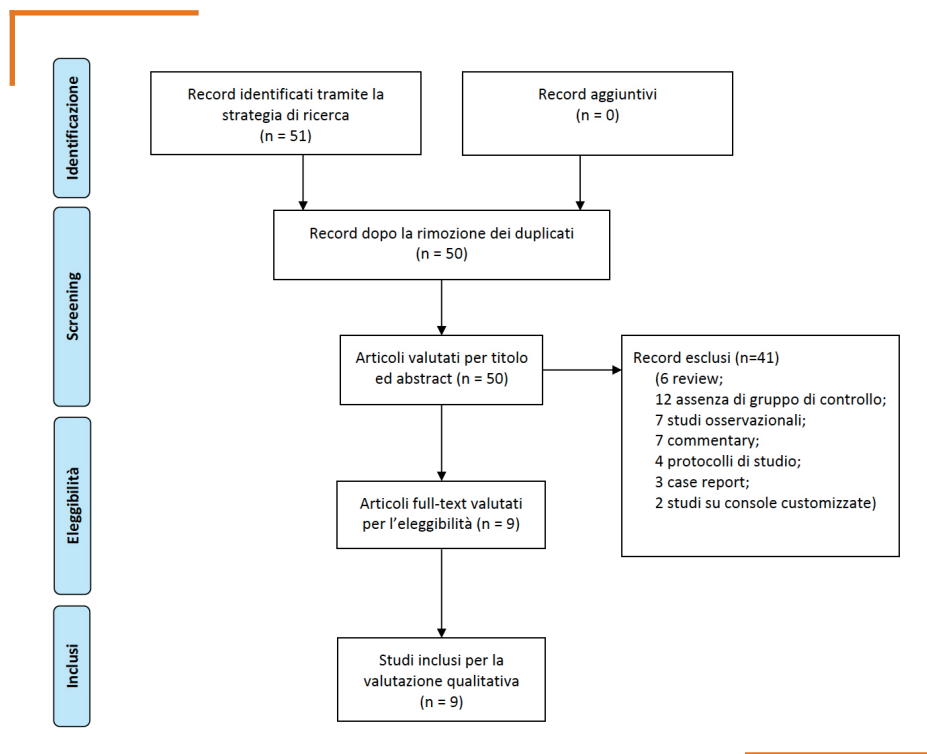 Identificazione
Record identificati tramite la
strategia di ricerca
(n = 51)
Record aggiuntivi
(n = 0)
Screening
Record dopo la rimozione dei duplicati
(n = 50)
Articoli valutati per titolo
ed abstract (n = 50)
Record esclusi (n=41)
(6 review;
12 assenza di gruppo di controllo;
7 studi osservazionali;
7 commentary;
4 protocolli di studio;
3 case report;
2 studi su console customizzate)
Eleggibilità
Articoli full-text valutati
per l'eleggibilità (n = 9)
Inclusi
Studi inclusi per la
valutazione qualitativa
(n = 9)